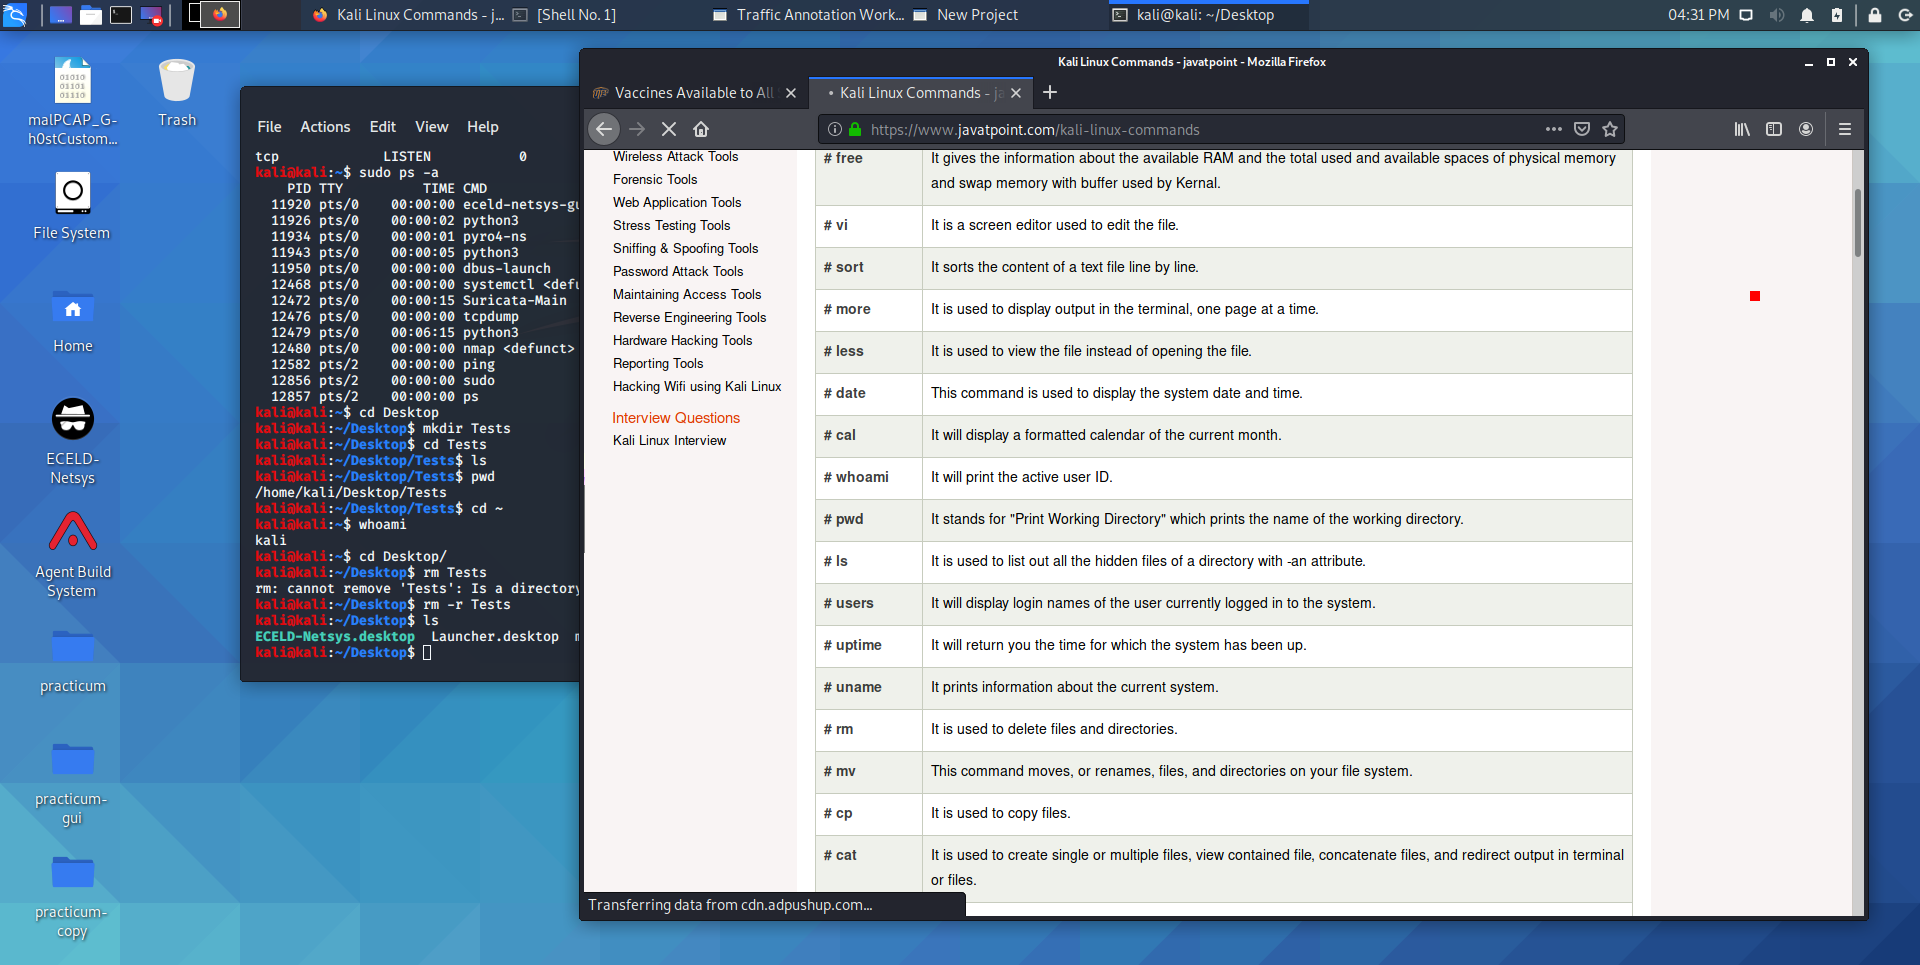 Kali Linux Commands - j...
[Shell No. 1]
Traffic Annotation Work...
New Project
kali@kali: ~/Desktop
04:31 PM
malPCAP_G-
h0stCustom...
Trash
File System
Home
ECELD-
Netsys
Agent Build
System
practicum
practicum-
gui
practicum-
copy
File Actions Edit View Help
tcp LISTEN 0
kali@kali:~$ sudo ps -a
PID TTY TIME CMD
11920 pts/0 00:00:00 eceld-netsys-gu
11926 pts/0 00:00:02 python3
11934 pts/0 00:00:01 pyro4-ns
11943 pts/0 00:00:05 python3
11950 pts/0 00:00:00 dbus-launch
12468 pts/0 00:00:00 systemctl <defu
12472 pts/0 00:00:15 Suricata-Main
12476 pts/0 00:00:00 tcpdump
12479 pts/0 00:06:15 python3
12480 pts/0 00:00:00 nmap <defunct>
12582 pts/2 00:00:00 ping
12856 pts/2 00:00:00 sudo
12857 pts/2 00:00:00 ps
kali@kali:~$ cd Desktop
kali@kali:~/Desktop$ mkdir Tests
kali@kali:~/Desktop$ cd Tests
kali@kali:~/Desktop/Tests$ ls
kali@kali:~/Desktop/Tests$ pwd
/home/kali/Desktop/Tests
kali@kali:~/Desktop/Tests$ cd ~
kali@kali:~$ whoami
kali
kali@kali:~$ cd Desktop/
kali@kali:~/Desktop$ rm Tests
rm: cannot remove 'Tests': Is a directory
kali@kali:~/Desktop$ rm -r Tests
kali@kali:~/Desktop$ ls
ECELD-Netsys.desktop Launcher.desktop
kali@kali:~/Desktop$
Kali Linux Commands - javatpoint - Mozilla Firefox
Vaccines Available to All
Kali Linux Commands - ja
https://www.javatpoint.com/kali-linux-commands
Wireless Attack Tools
Forensic Tools
Web Application Tools
Stress Testing Tools
Sniffing & Spoofing Tools
Password Attack Tools
Maintaining Access Tools
Reverse Engineering Tools
Hardware Hacking Tools
Reporting Tools
Hacking Wifi using Kali Linux
Interview Questions
Kali Linux Interview
# free It gives the information about the available RAM and the total used and available spaces of physical memory
and swap memory with buffer used by Kernal.
# vi It is a screen editor used to edit the file.
# sort It sorts the content of a text file line by line.
# more It is used to display output in the terminal, one page at a time.
# less It is used to view the file instead of opening the file.
# date This command is used to display the system date and time.
# cal It will display a formatted calendar of the current month.
# whoami It will print the active user ID.
# pwd It stands for "Print Working Directory" which prints the name of the working directory.
# ls It is used to list out all the hidden files of a directory with -an attribute.
# users It will display login names of the user currently logged in to the system.
# uptime It will return you the time for which the system has been up.
# uname It prints information about the current system.
# rm It is used to delete files and directories.
# mv This command moves, or renames, files, and directories on your file system.
# cp It is used to copy files.
# cat It is used to create single or multiple files, view contained file, concatenate files, and redirect output in terminal
or files.
Transferring data from cdn.adpushup.com...